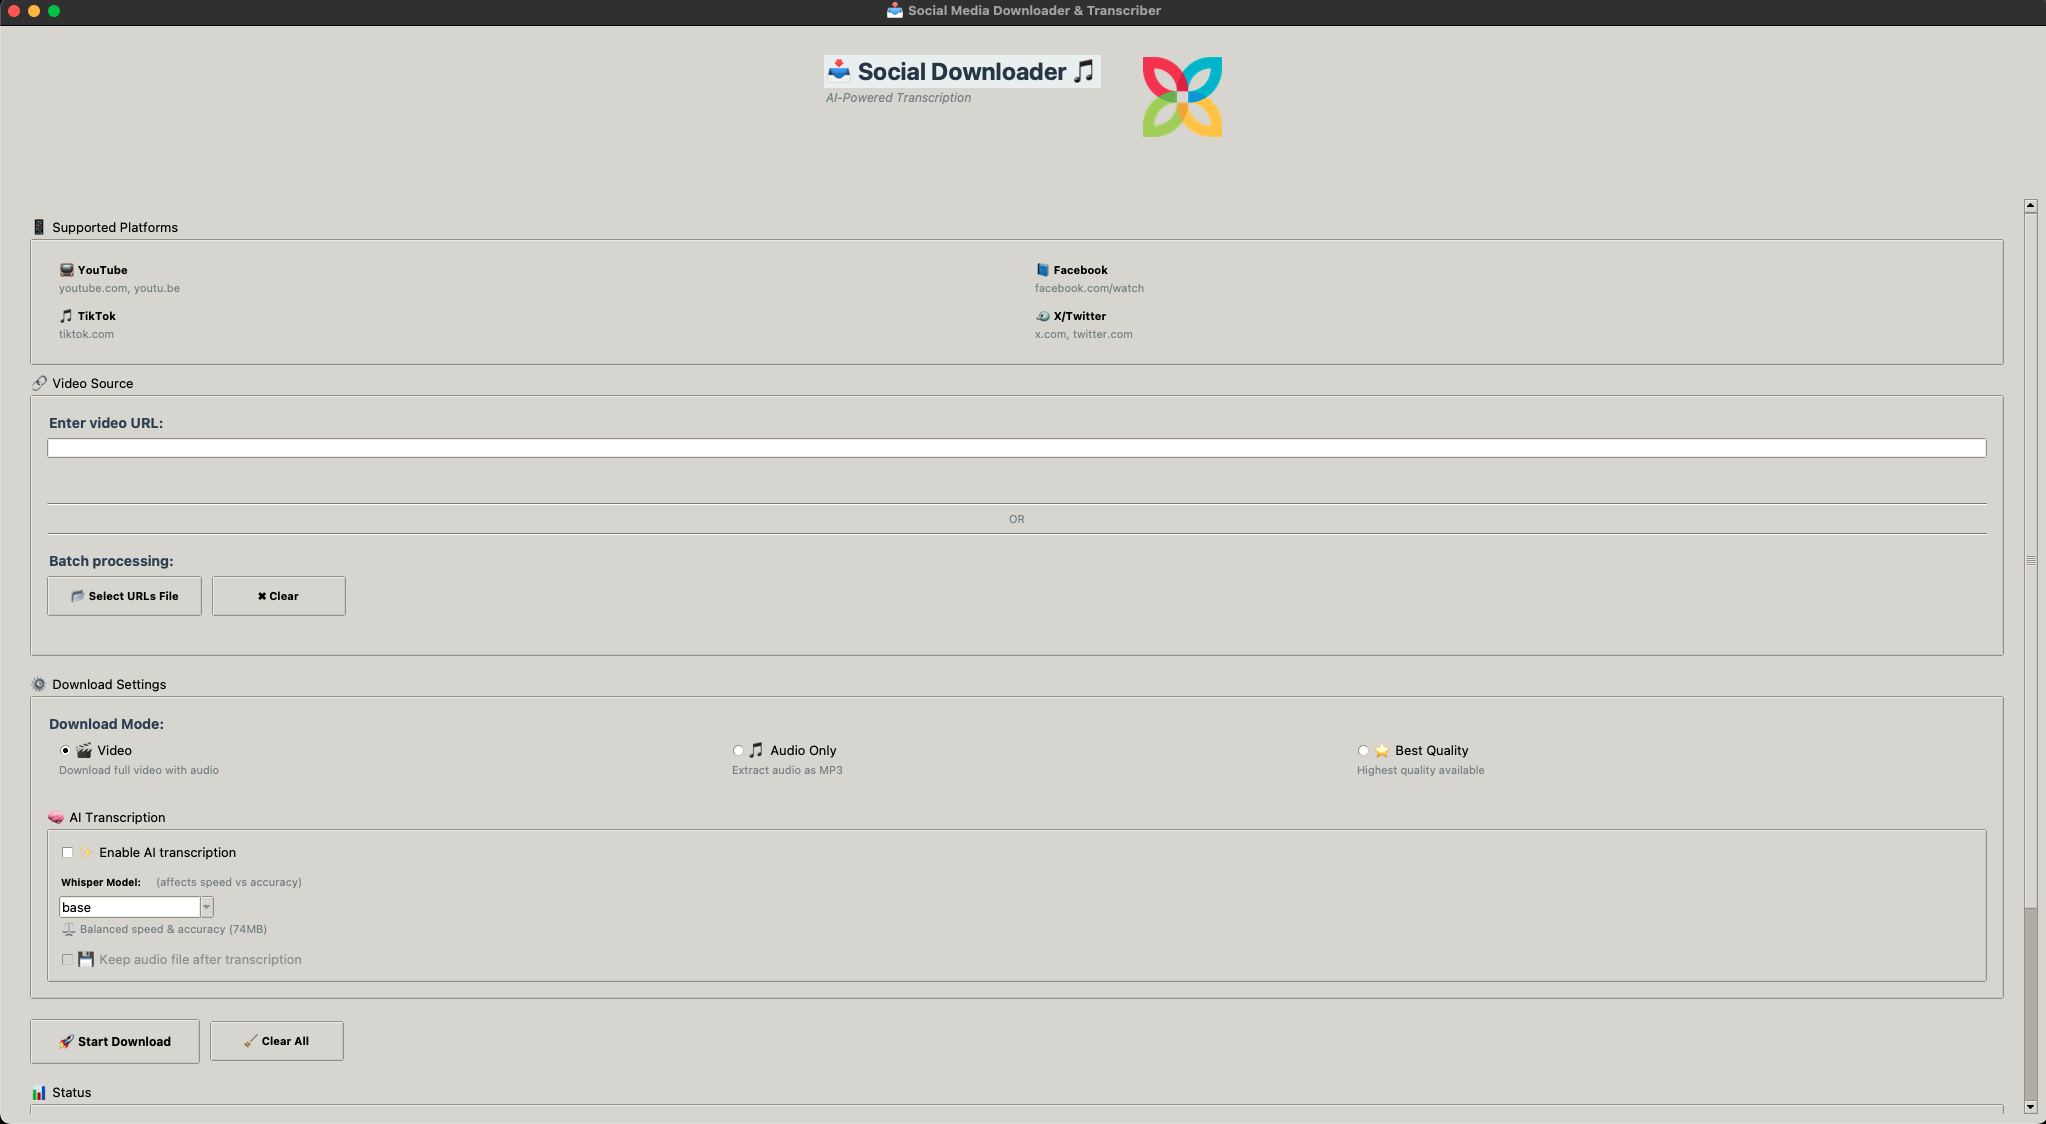 Social Media Downloader & Transcriber
Social Downloader
AI-Powered Transcription
Supported Platforms
YouTube
youtube.com, youtu.be
Facebook
facebook.com/watch
TikTok
tiktok.com
X/Twitter
x.com, twitter.com
Video Source
Enter video URL:
OR
Batch processing:
Select URLs File
✖ Clear
Download Settings
Download Mode:
Video
Download full video with audio
Audio Only
Extract audio as MP3
Best Quality
Highest quality available
AI Transcription
Enable AI transcription
Whisper Model: (affects speed vs accuracy)
base
Balanced speed & accuracy (74MB)
Keep audio file after transcription
Start Download
Clear All
Status